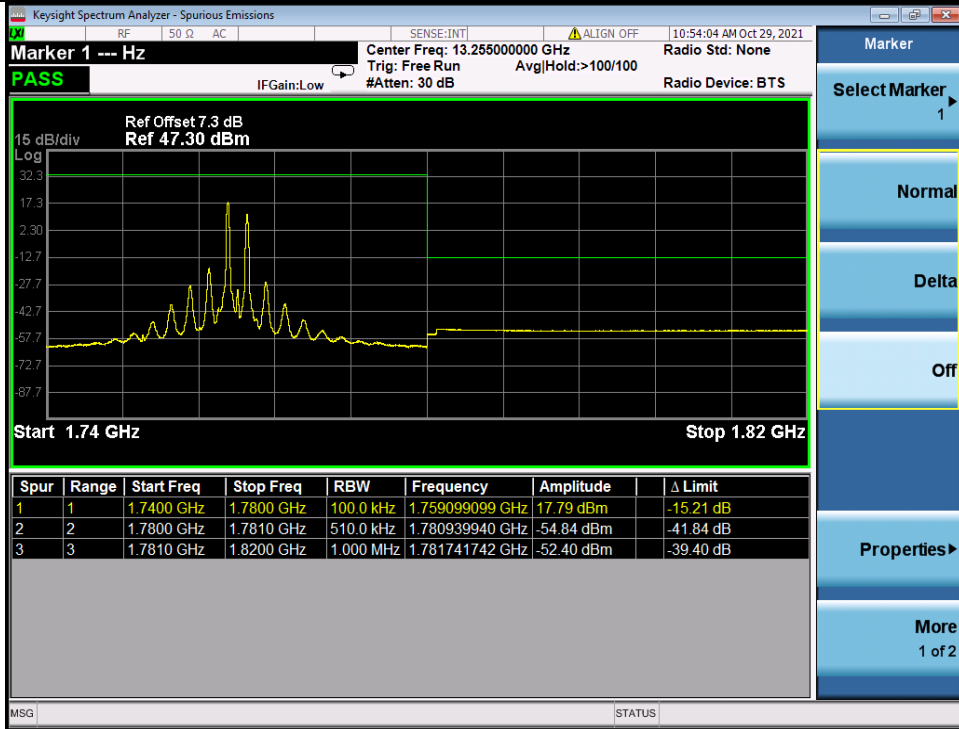 Keysight Spectrum Analyzer - Spurious Emissions
LXI RF 50 Ω AC SENSE:INT ALIGN OFF 10:54:04 AM Oct 29, 2021
Marker 1 --- Hz Center Freq: 13.255000000 GHz Radio Std: None
Trig: Free Run Avg|Hold:>100/100
PASS IFGain:Low #Atten: 30 dB Radio Device: BTS
Ref Offset 7.3 dB
15 dB/div Ref 47.30 dBm
Log
32.3
17.3
2.30
-12.7
-27.7
-42.7
-57.7
-72.7
-87.7
Start 1.74 GHz Stop 1.82 GHz
Spur Range Start Freq Stop Freq RBW Frequency Amplitude Δ Limit
1 1 1.7400 GHz 1.7800 GHz 100.0 kHz 1.759099099 GHz 17.79 dBm -15.21 dB
2 2 1.7800 GHz 1.7810 GHz 510.0 kHz 1.780939940 GHz -54.84 dBm -41.84 dB
3 3 1.7810 GHz 1.8200 GHz 1.000 MHz 1.781741742 GHz -52.40 dBm -39.40 dB
MSG STATUS
Marker
Select Marker
1
Normal
Delta
Off
Properties
More
1 of 2